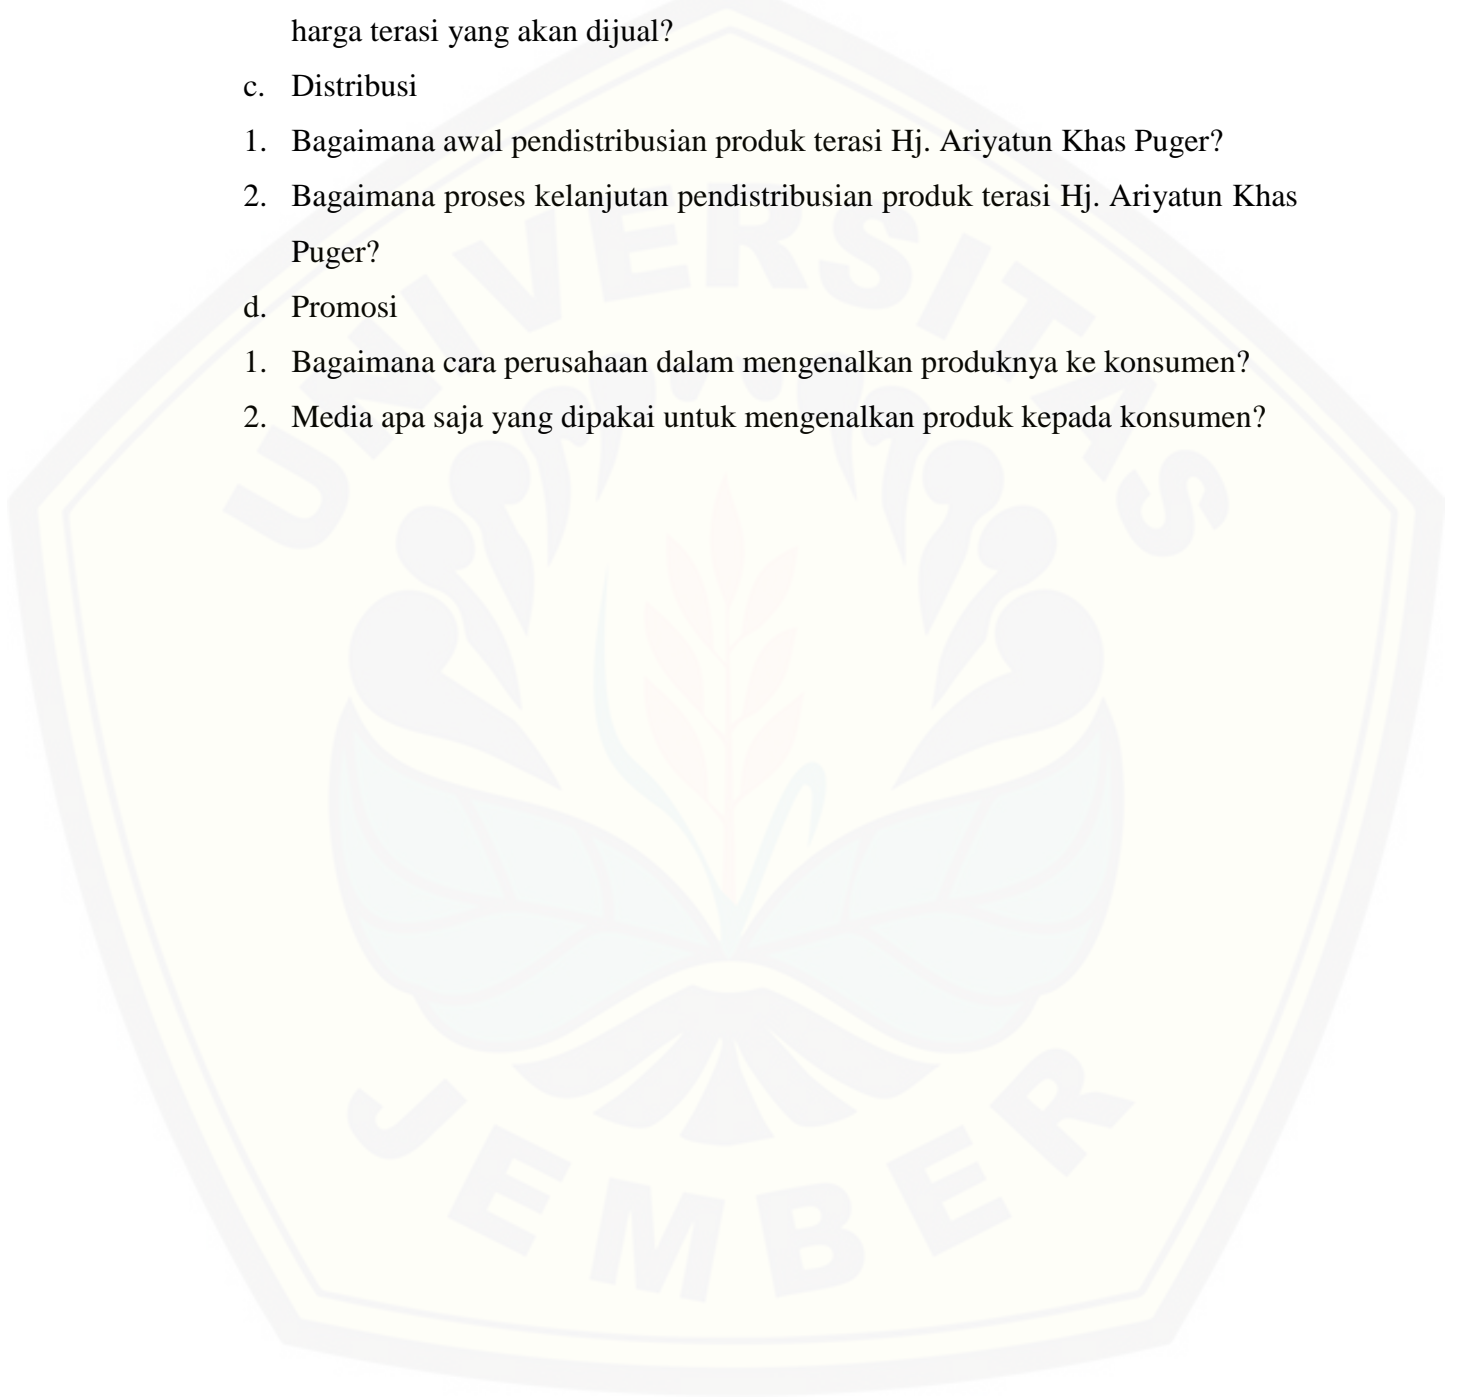 harga terasi yang akan dijual?
c. Distribusi
1. Bagaimana awal pendistribusian produk terasi Hj. Ariyatun Khas Puger?
2. Bagaimana proses kelanjutan pendistribusian produk terasi Hj. Ariyatun Khas
Puger?
d. Promosi
1. Bagaimana cara perusahaan dalam mengenalkan produknya ke konsumen?
2. Media apa saja yang dipakai untuk mengenalkan produk kepada konsumen?
UNIVERSITAS
JEMBER